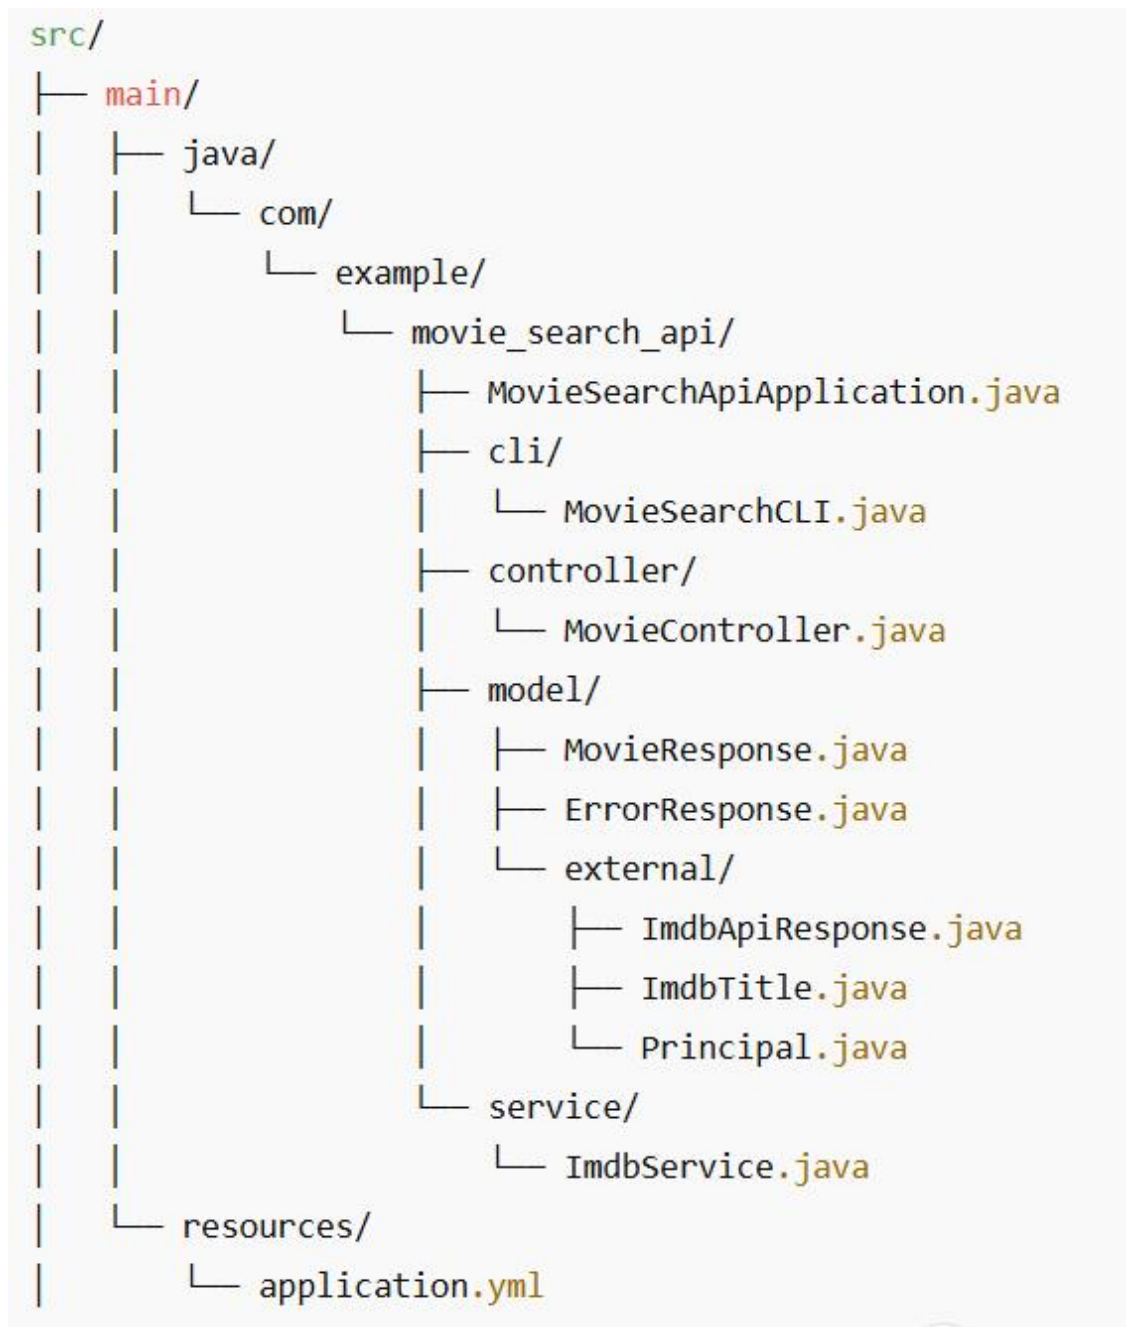 src/
├── main/
│   ├── java/
│   │   └── com/
│   │       └── example/
│   │           └── movie_search_api/
│   │               ├── MovieSearchApiApplication.java
│   │               ├── cli/
│   │               │   └── MovieSearchCLI.java
│   │               ├── controller/
│   │               │   └── MovieController.java
│   │               ├── model/
│   │               │   ├── MovieResponse.java
│   │               │   ├── ErrorResponse.java
│   │               │   └── external/
│   │               │       ├── ImdbApiResponse.java
│   │               │       ├── ImdbTitle.java
│   │               │       └── Principal.java
│   │               └── service/
│   │                   └── ImdbService.java
│   └── resources/
│       └── application.yml